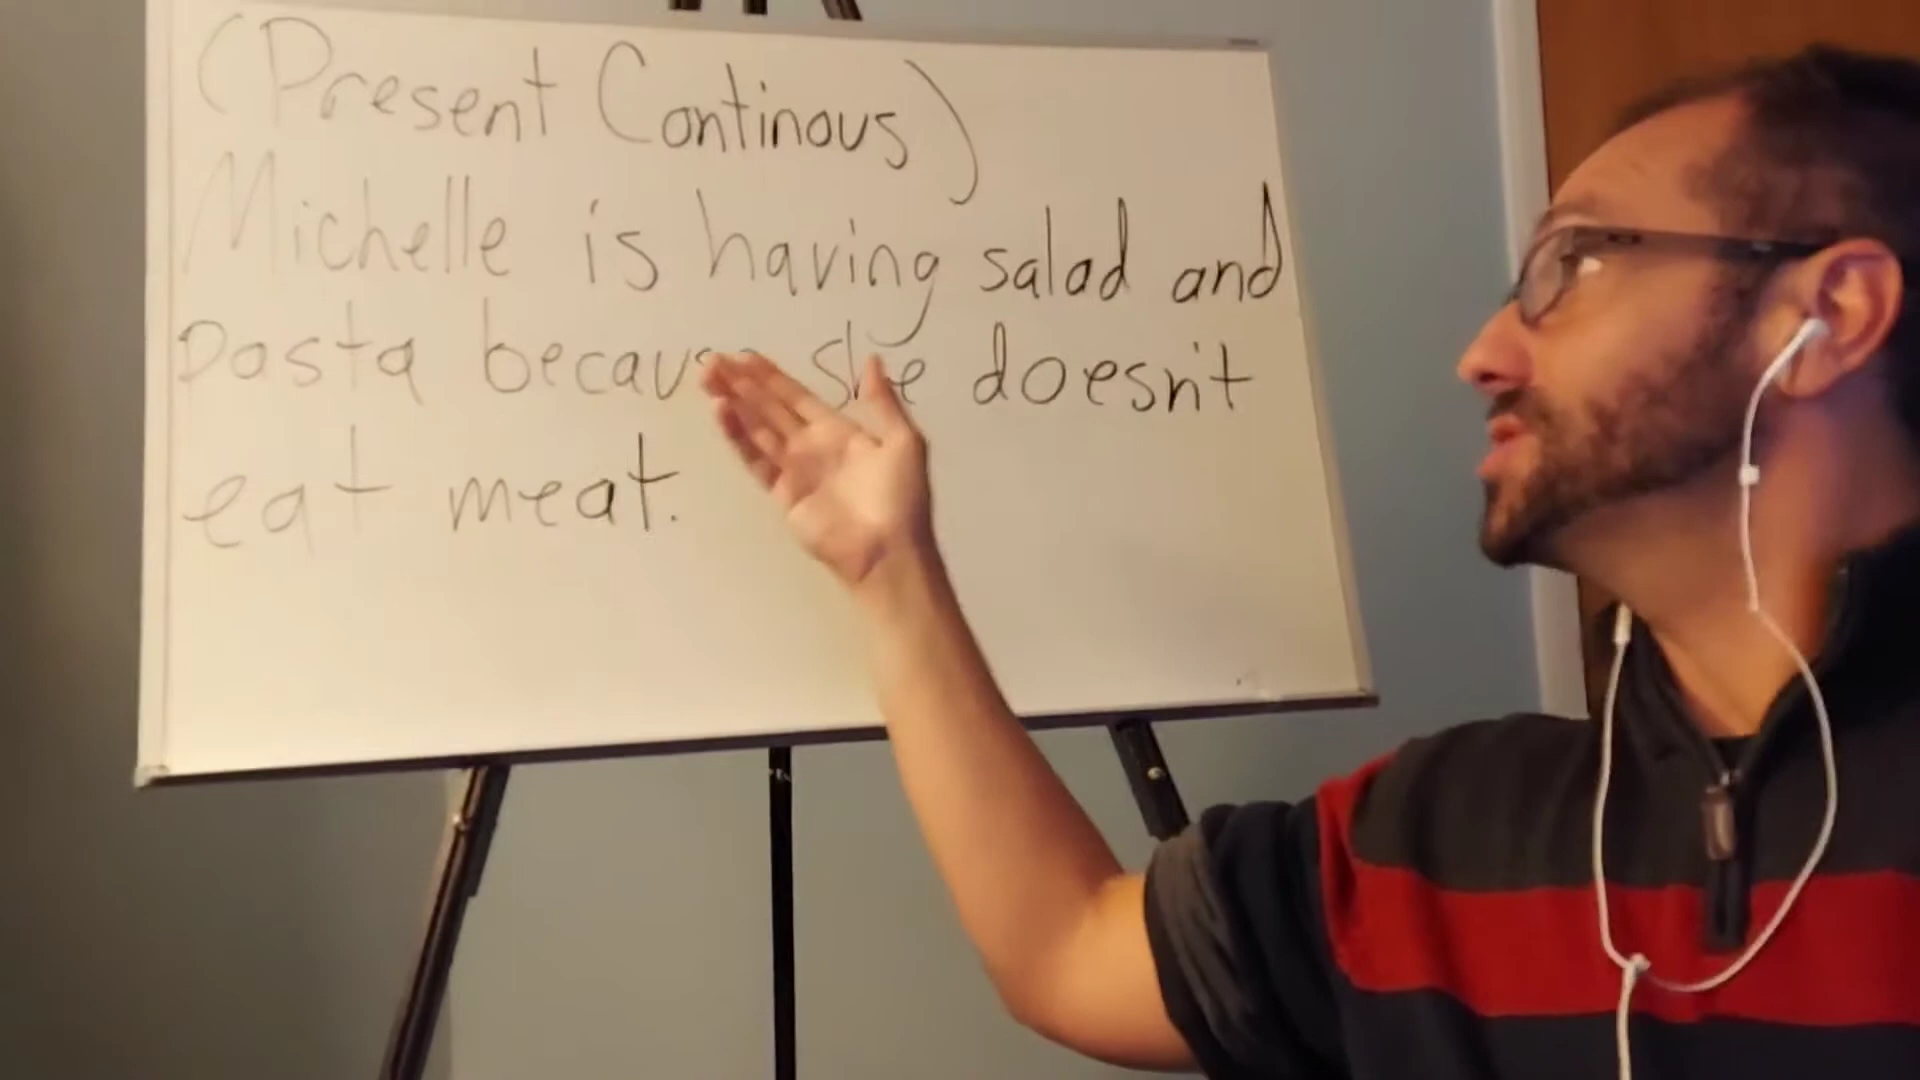 (Present Continous)
Michelle is having salad and
pasta because she doesn't
eat meat.